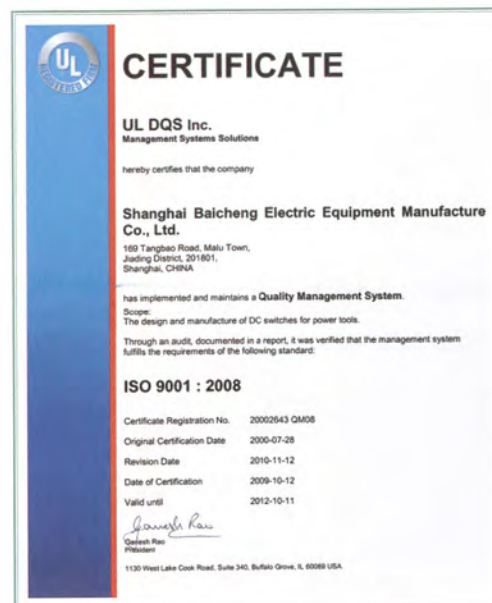 UL
REGISTERED FIRM
CERTIFICATE
UL DQS Inc.
Management Systems Solutions
hereby certifies that the company
Shanghai Baicheng Electric Equipment Manufacture
Co., Ltd.
169 Tangbao Road, Malu Town,
Jiading District, 201801,
Shanghai, CHINA
has implemented and maintains a Quality Management System.
Scope:
The design and manufacture of DC switches for power tools.
Through an audit, documented in a report, it was verified that the management system
fulfills the requirements of the following standard:
ISO 9001 : 2008
Certificate Registration No. 20002643 QM08
Original Certification Date 2000-07-28
Revision Date 2010-11-12
Date of Certification 2009-10-12
Valid until 2012-10-11
Ganesh Rao
Ganesh Rao
President
1130 West Lake Cook Road, Suite 340, Buffalo Grove, IL 60089 USA